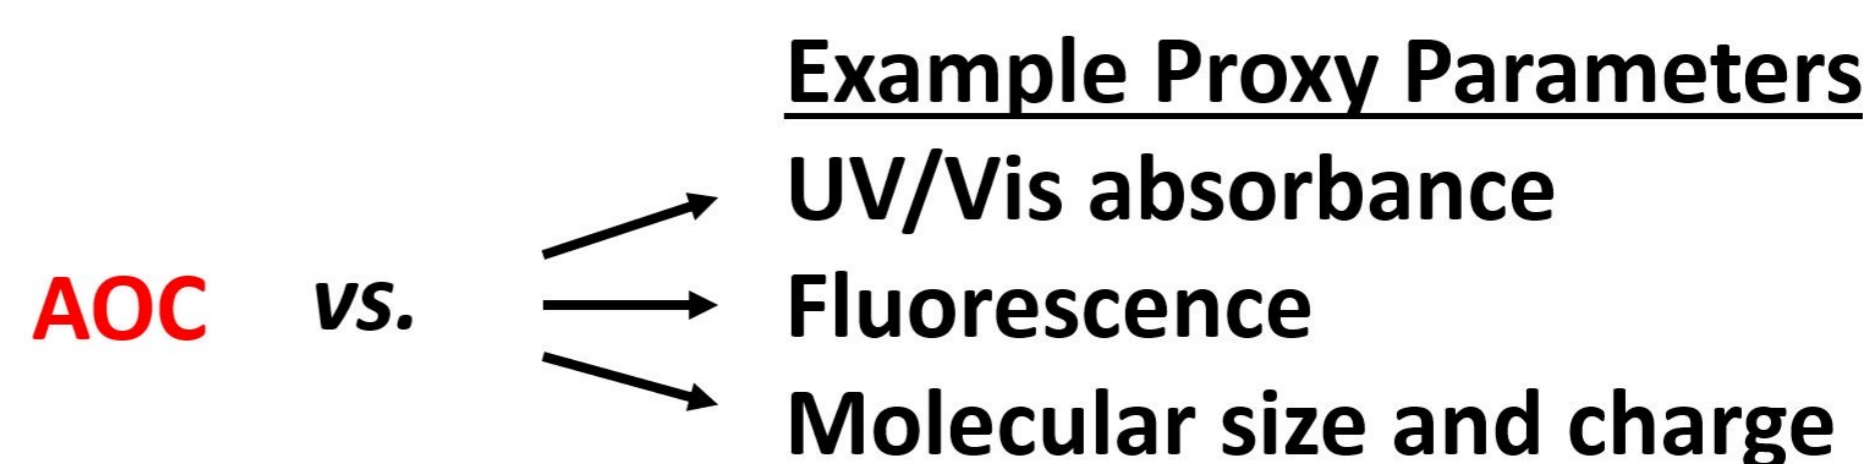 Example Proxy Parameters
UV/Vis absorbance
AOC vs. Fluorescence
Molecular size and charge